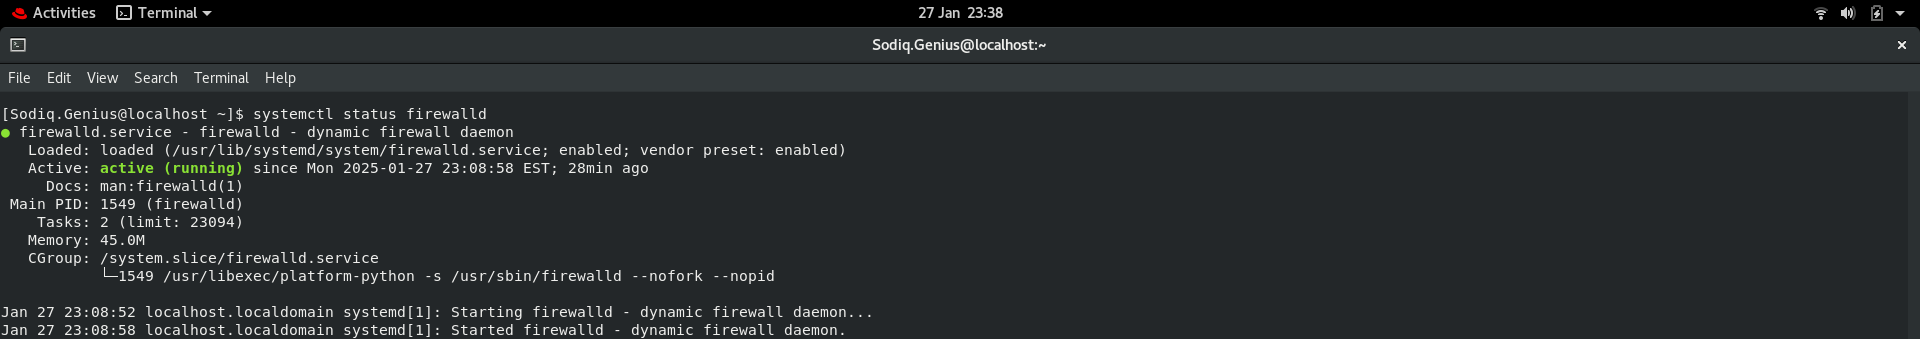 Activities Terminal 27 Jan 23:38
Sodiq.Genius@localhost:~
File Edit View Search Terminal Help
[Sodiq.Genius@localhost ~]$ systemctl status firewalld
● firewalld.service - firewalld - dynamic firewall daemon
   Loaded: loaded (/usr/lib/systemd/system/firewalld.service; enabled; vendor preset: enabled)
   Active: active (running) since Mon 2025-01-27 23:08:58 EST; 28min ago
     Docs: man:firewalld(1)
 Main PID: 1549 (firewalld)
    Tasks: 2 (limit: 23094)
   Memory: 45.0M
   CGroup: /system.slice/firewalld.service
           └─1549 /usr/libexec/platform-python -s /usr/sbin/firewalld --nofork --nopid
Jan 27 23:08:52 localhost.localdomain systemd[1]: Starting firewalld - dynamic firewall daemon...
Jan 27 23:08:58 localhost.localdomain systemd[1]: Started firewalld - dynamic firewall daemon.